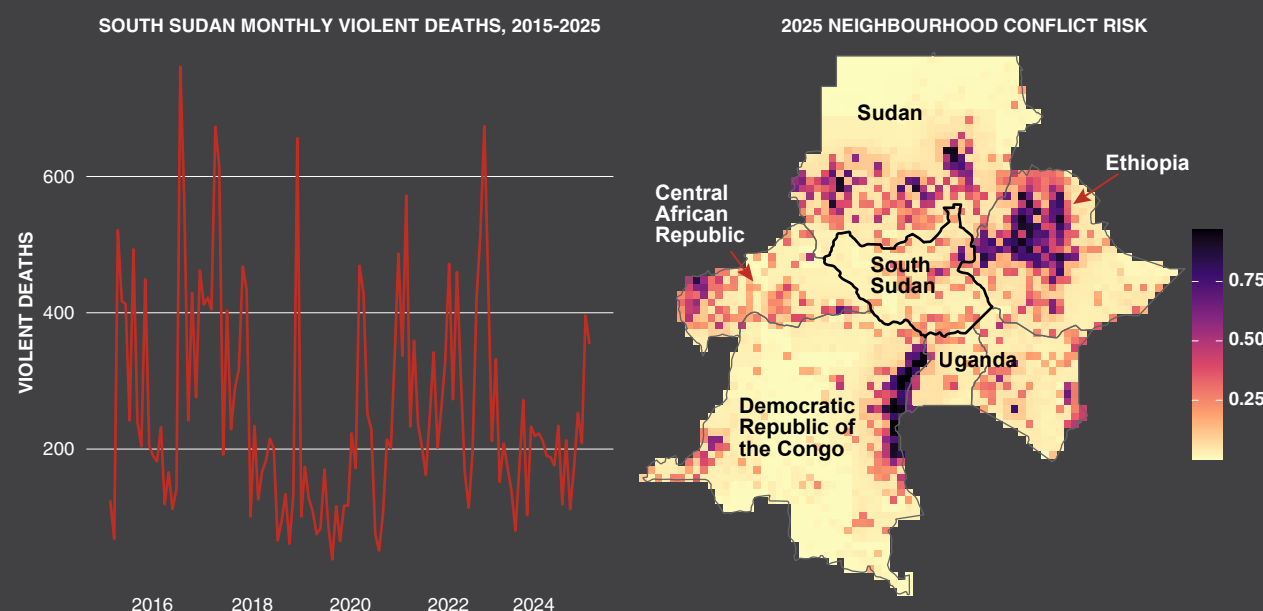 SOUTH SUDAN MONTHLY VIOLENT DEATHS, 2015-2025
VIOLENT DEATHS
600
400
200
2016
2018
2020
2022
2024
2025 NEIGHBOURHOOD CONFLICT RISK
Sudan
Ethiopia
Central
African
Republic
South
Sudan
Uganda
Democratic
Republic of
the Congo
0.75
0.50
0.25